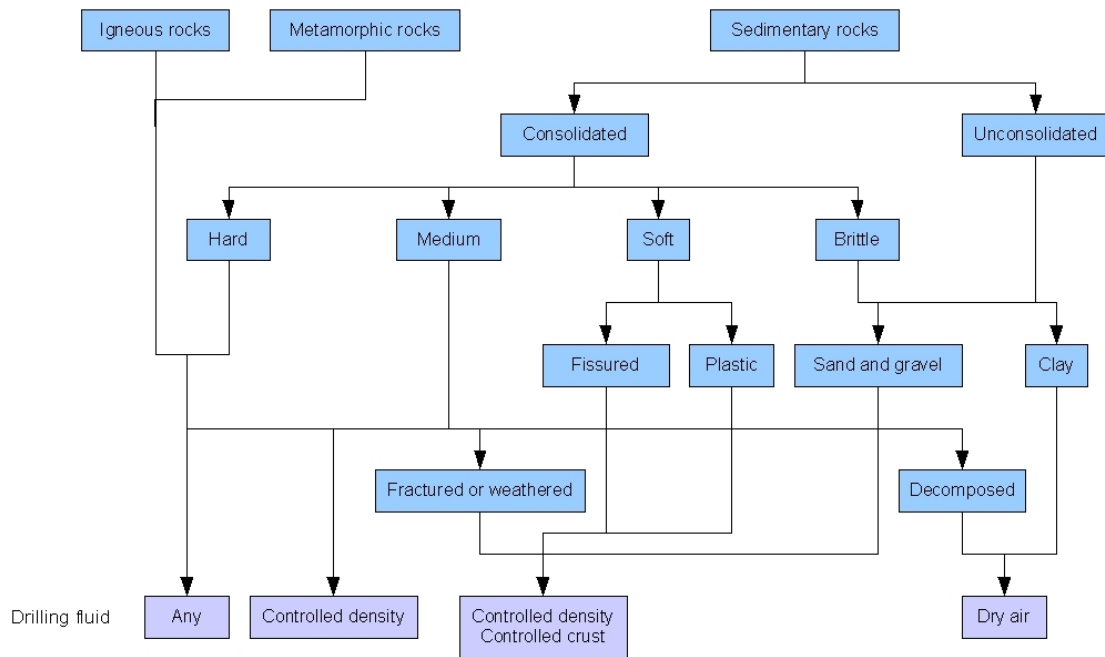 Igneous rocks
Metamorphic rocks
Sedimentary rocks
Consolidated
Unconsolidated
Hard
Medium
Soft
Brittle
Fissured
Plastic
Sand and gravel
Clay
Fractured or weathered
Decomposed
Drilling fluid
Any
Controlled density
Controlled density
Controlled crust
Dry air